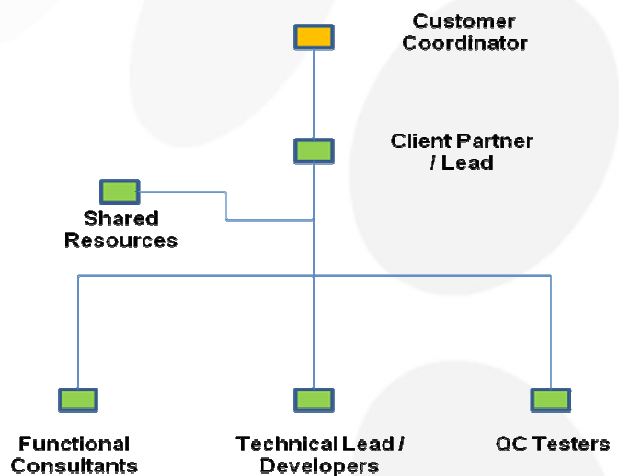 Customer
Coordinator
Client Partner
/ Lead
Shared
Resources
Functional
Consultants
Technical Lead /
Developers
QC Testers